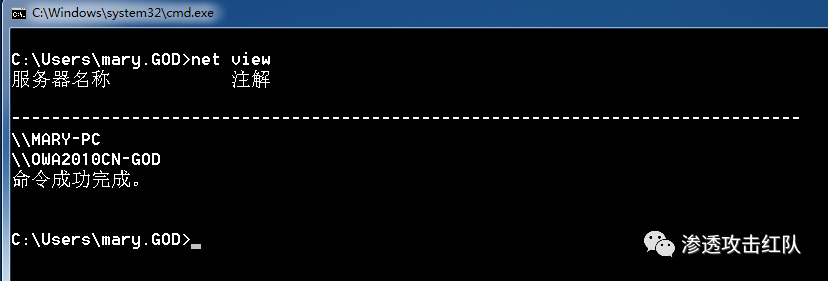 C:\Windows\system32\cmd.exe
C:\Users\mary.GOD>net view
服务器名称            注解
-------------------------------------------------------------------------------
\\MARY-PC
\\OWA2010CN-GOD
命令成功完成。
C:\Users\mary.GOD>
渗透攻击红队